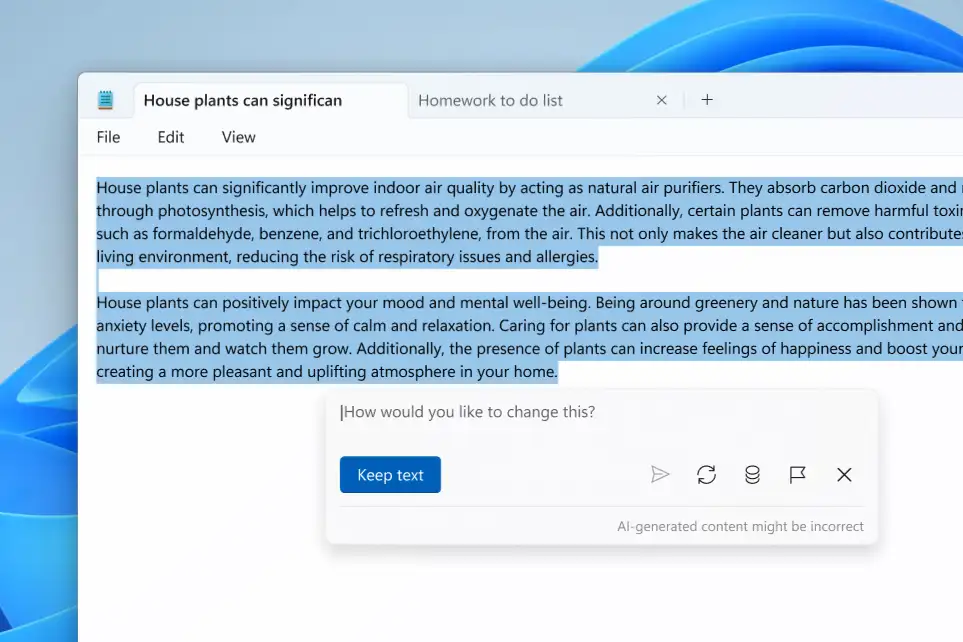 House plants can significan
Homework to do list
File Edit View
House plants can significantly improve indoor air quality by acting as natural air purifiers. They absorb carbon dioxide and
through photosynthesis, which helps to refresh and oxygenate the air. Additionally, certain plants can remove harmful
such as formaldehyde, benzene, and trichloroethylene, from the air. This not only makes the air cleaner but also contributes
living environment, reducing the risk of respiratory issues and allergies.
House plants can positively impact your mood and mental well-being. Being around greenery and nature has been shown
anxiety levels, promoting a sense of calm and relaxation. Caring for plants can also provide a sense of accomplishment and
nurture them and watch them grow. Additionally, the presence of plants can increase feelings of happiness and boost your
creating a more pleasant and uplifting atmosphere in your home.
How would you like to change this?
Keep text
AI-generated content might be incorrect